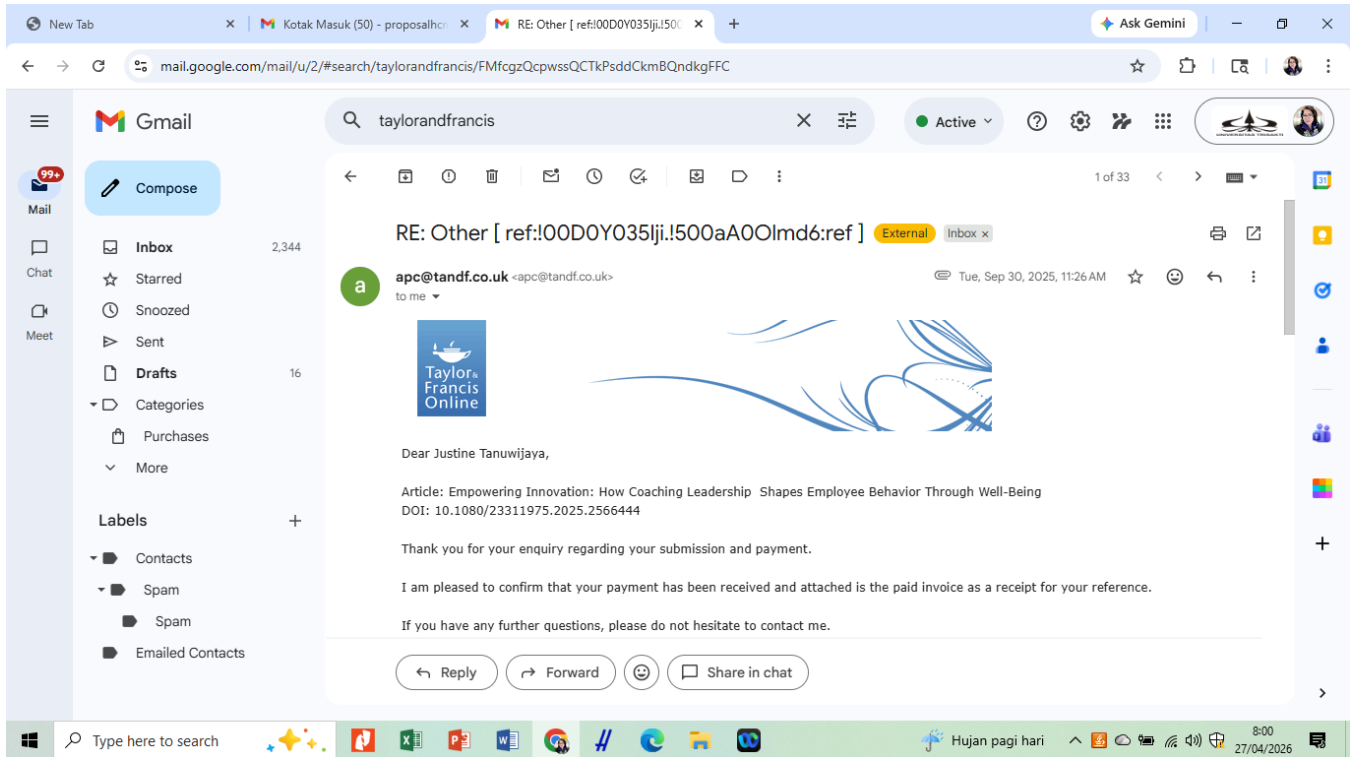 New Tab
Kotak Masuk (50) - proposalhcr
RE: Other [ ref:!00D0Y035Iji.!500
Ask Gemini
mail.google.com/mail/u/2/#search/taylorandfrancis/FMfcgzQcpwssQCTkPsddCkmBQndkgFFC
Gmail
taylorandfrancis
Active
UNIVERSITAS TRISAKTI
99+
Mail
Chat
Meet
Compose
Inbox 2,344
Starred
Snoozed
Sent
Drafts 16
Categories
Purchases
More
Labels
Contacts
Spam
Spam
Emailed Contacts
1 of 33
RE: Other [ ref:!00D0Y035Iji.!500aA0Olmd6:ref ] External Inbox x
a
apc@tandf.co.uk <apc@tandf.co.uk> Tue, Sep 30, 2025, 11:26 AM
to me
Taylor &
Francis
Online
Dear Justine Tanuwijaya,
Article: Empowering Innovation: How Coaching Leadership Shapes Employee Behavior Through Well-Being
DOI: 10.1080/23311975.2025.2566444
Thank you for your enquiry regarding your submission and payment.
I am pleased to confirm that your payment has been received and attached is the paid invoice as a receipt for your reference.
If you have any further questions, please do not hesitate to contact me.
Reply
Forward
Share in chat
31
Type here to search
Hujan pagi hari
8:00
27/04/2026